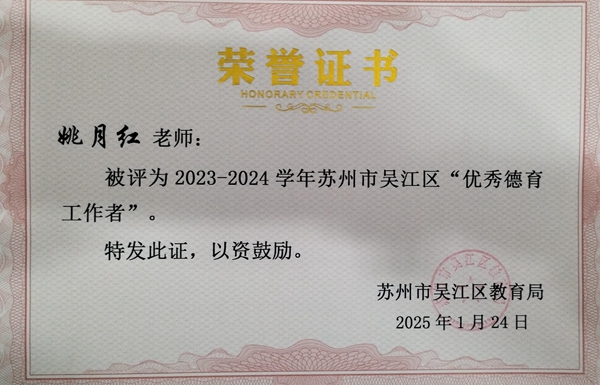 荣誉证书
HONORARY CREDENTIAL
姚月红 老师：
被评为 2023-2024 学年苏州市吴江区“优秀德育
工作者”。
特发此证，以资鼓励。
苏州市吴江区教育局
2025 年 1 月 24 日